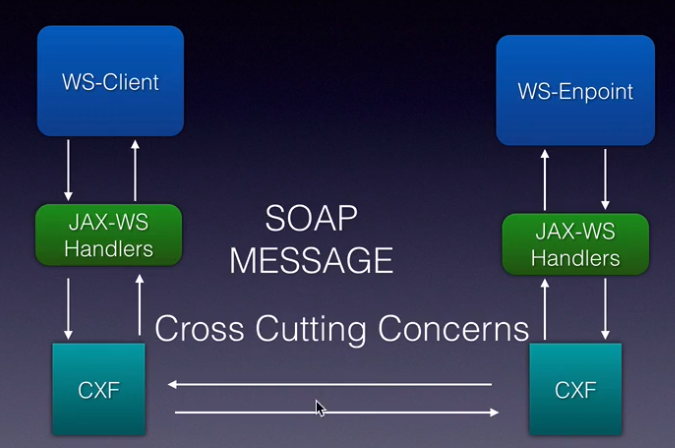 WS-Client
WS-Enpoint
JAX-WS
Handlers
SOAP
MESSAGE
JAX-WS
Handlers
Cross Cutting Concerns
CXF
CXF